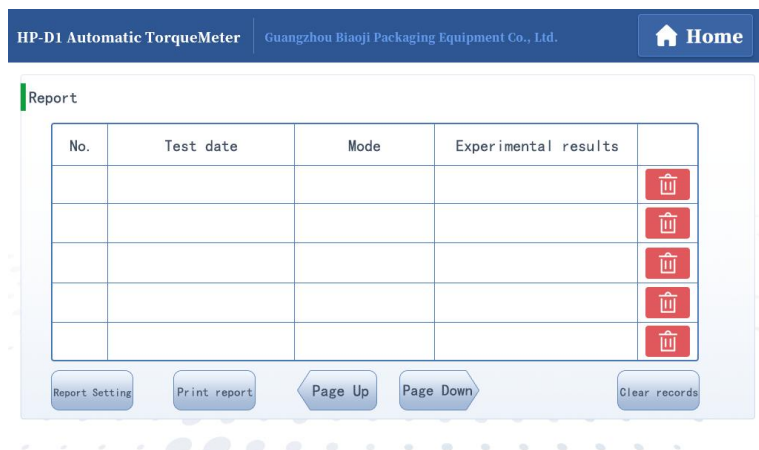 HP-D1 Automatic TorqueMeter
Guangzhou Biaoji Packaging Equipment Co., Ltd.
Home
Report
No. Test date Mode Experimental results
Report Setting Print report Page Up Page Down Clear records